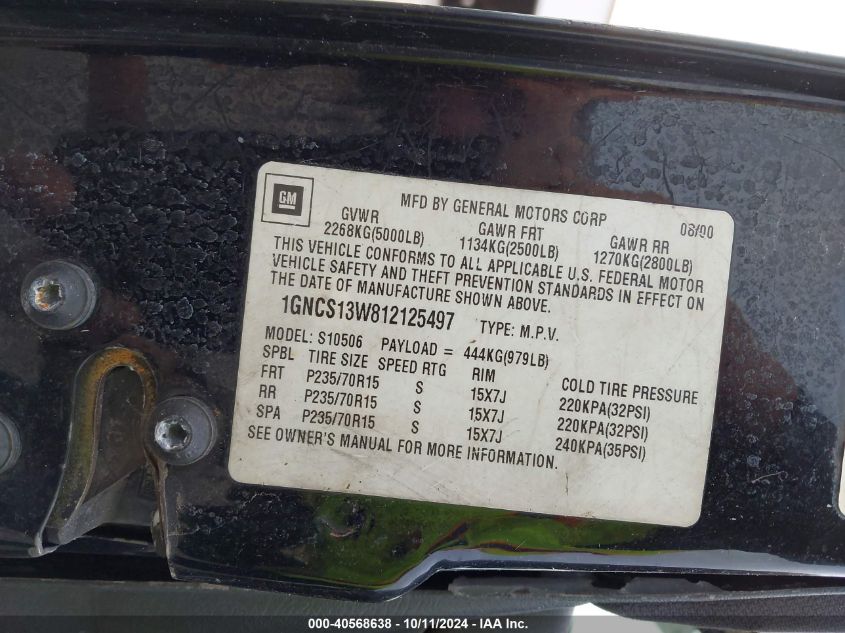 GM
MFD BY GENERAL MOTORS CORP 08/00
GVWR GAWR FRT GAWR RR
2268KG(5000LB) 1134KG(2500LB) 1270KG(2800LB)
THIS VEHICLE CONFORMS TO ALL APPLICABLE U.S. FEDERAL MOTOR
VEHICLE SAFETY AND THEFT PREVENTION STANDARDS IN EFFECT ON
THE DATE OF MANUFACTURE SHOWN ABOVE.
1GNCS13W812125497 TYPE: M.P.V.
MODEL: S10506 PAYLOAD = 444KG(979LB)
SPBL TIRE SIZE SPEED RTG RIM COLD TIRE PRESSURE
FRT P235/70R15 S 15X7J 220KPA(32PSI)
RR P235/70R15 S 15X7J 220KPA(32PSI)
SPA P235/70R15 S 15X7J 240KPA(35PSI)
SEE OWNER'S MANUAL FOR MORE INFORMATION.
000-40568638 - 10/11/2024 - IAA Inc.